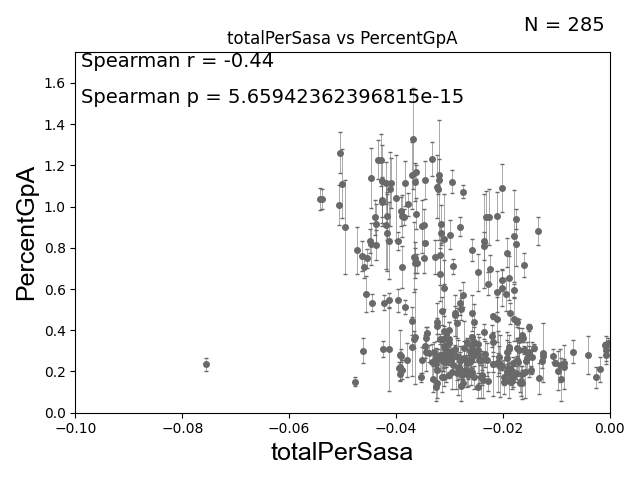 N = 285
totalPerSasa vs PercentGpA
Spearman r = -0.44
Spearman p = 5.65942362396815e-15
PercentGpA
1.6
1.4
1.2
1.0
0.8
0.6
0.4
0.2
0.0
−0.10 −0.08 −0.06 −0.04 −0.02 0.00
totalPerSasa